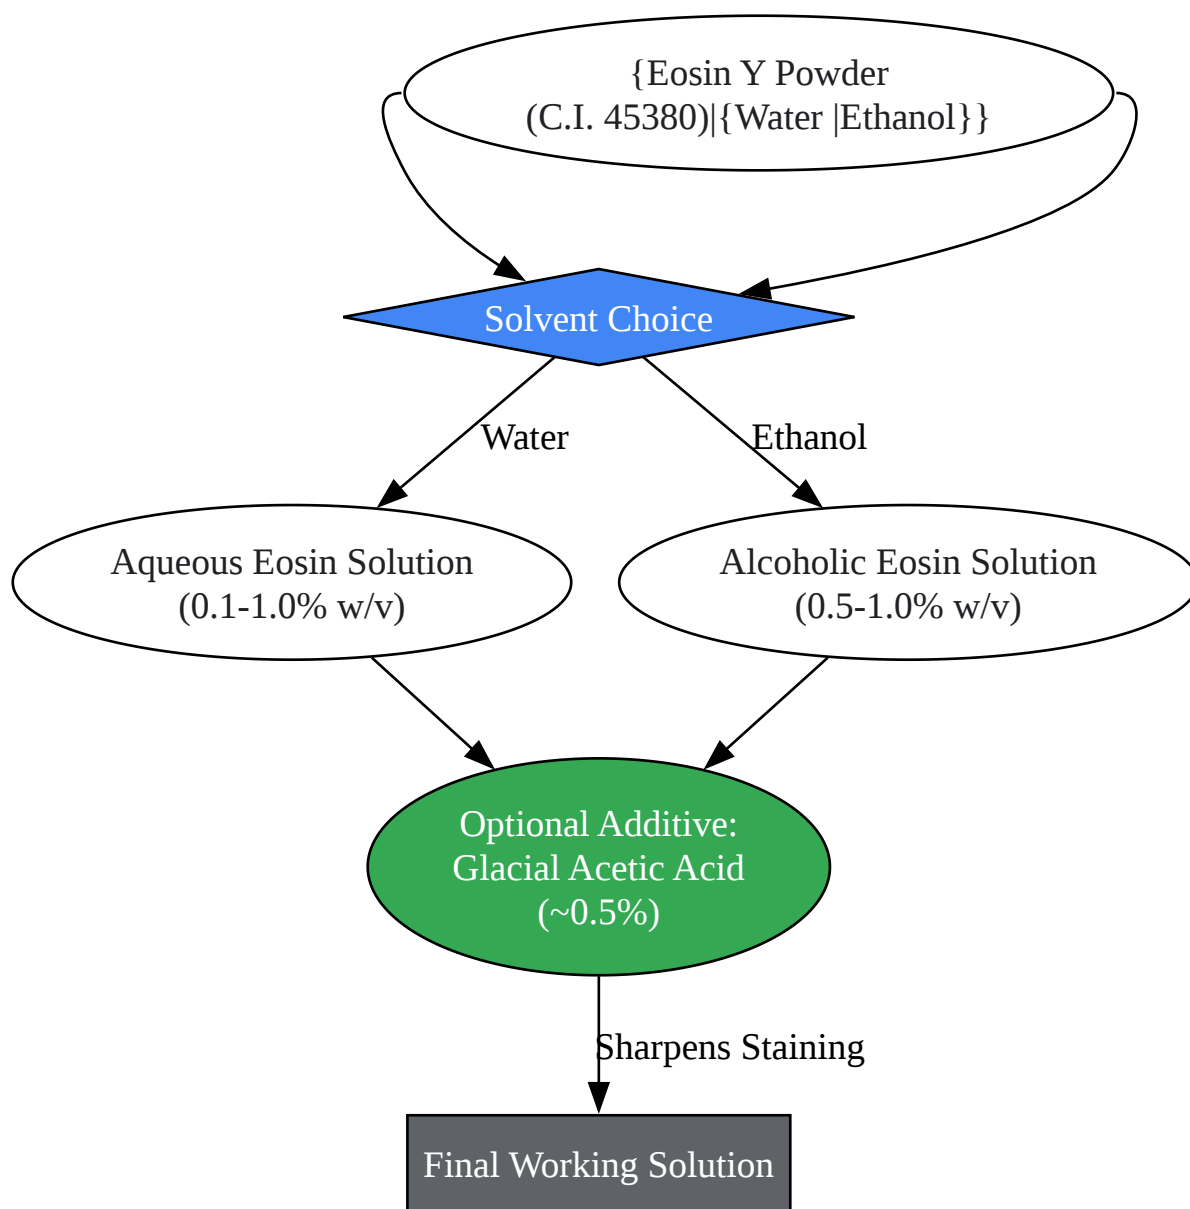 {Eosin Y Powder
(C.I. 45380)|{Water |Ethanol}}
Solvent Choice
Water
Ethanol
Aqueous Eosin Solution
(0.1-1.0% w/v)
Alcoholic Eosin Solution
(0.5-1.0% w/v)
Optional Additive:
Glacial Acetic Acid
(~0.5%)
Sharpens Staining
Final Working Solution